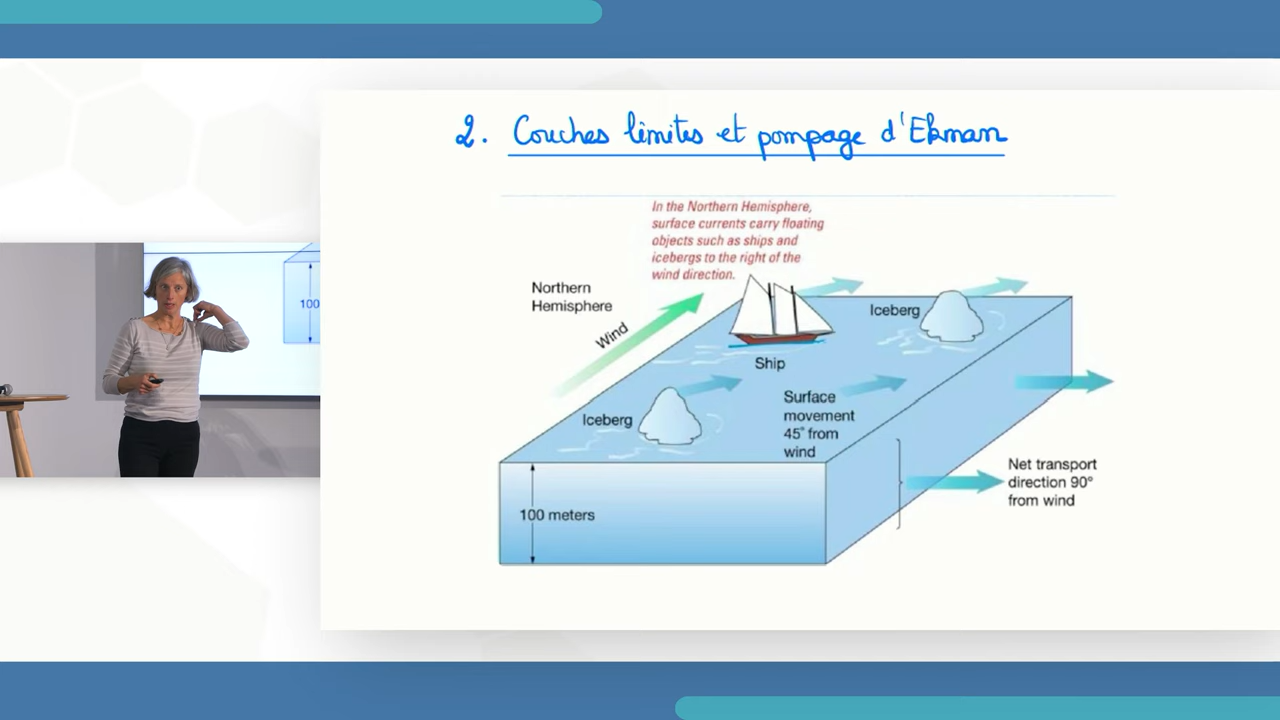 2. Couches limites et pompage d'Ekman
In the Northern Hemisphere,
surface currents carry floating
objects such as ships and
icebergs to the right of the
wind direction.
Northern
Hemisphere
Wind
Iceberg
Ship
Iceberg
Surface
movement
45° from
wind
Net transport
direction 90°
from wind
100 meters
100